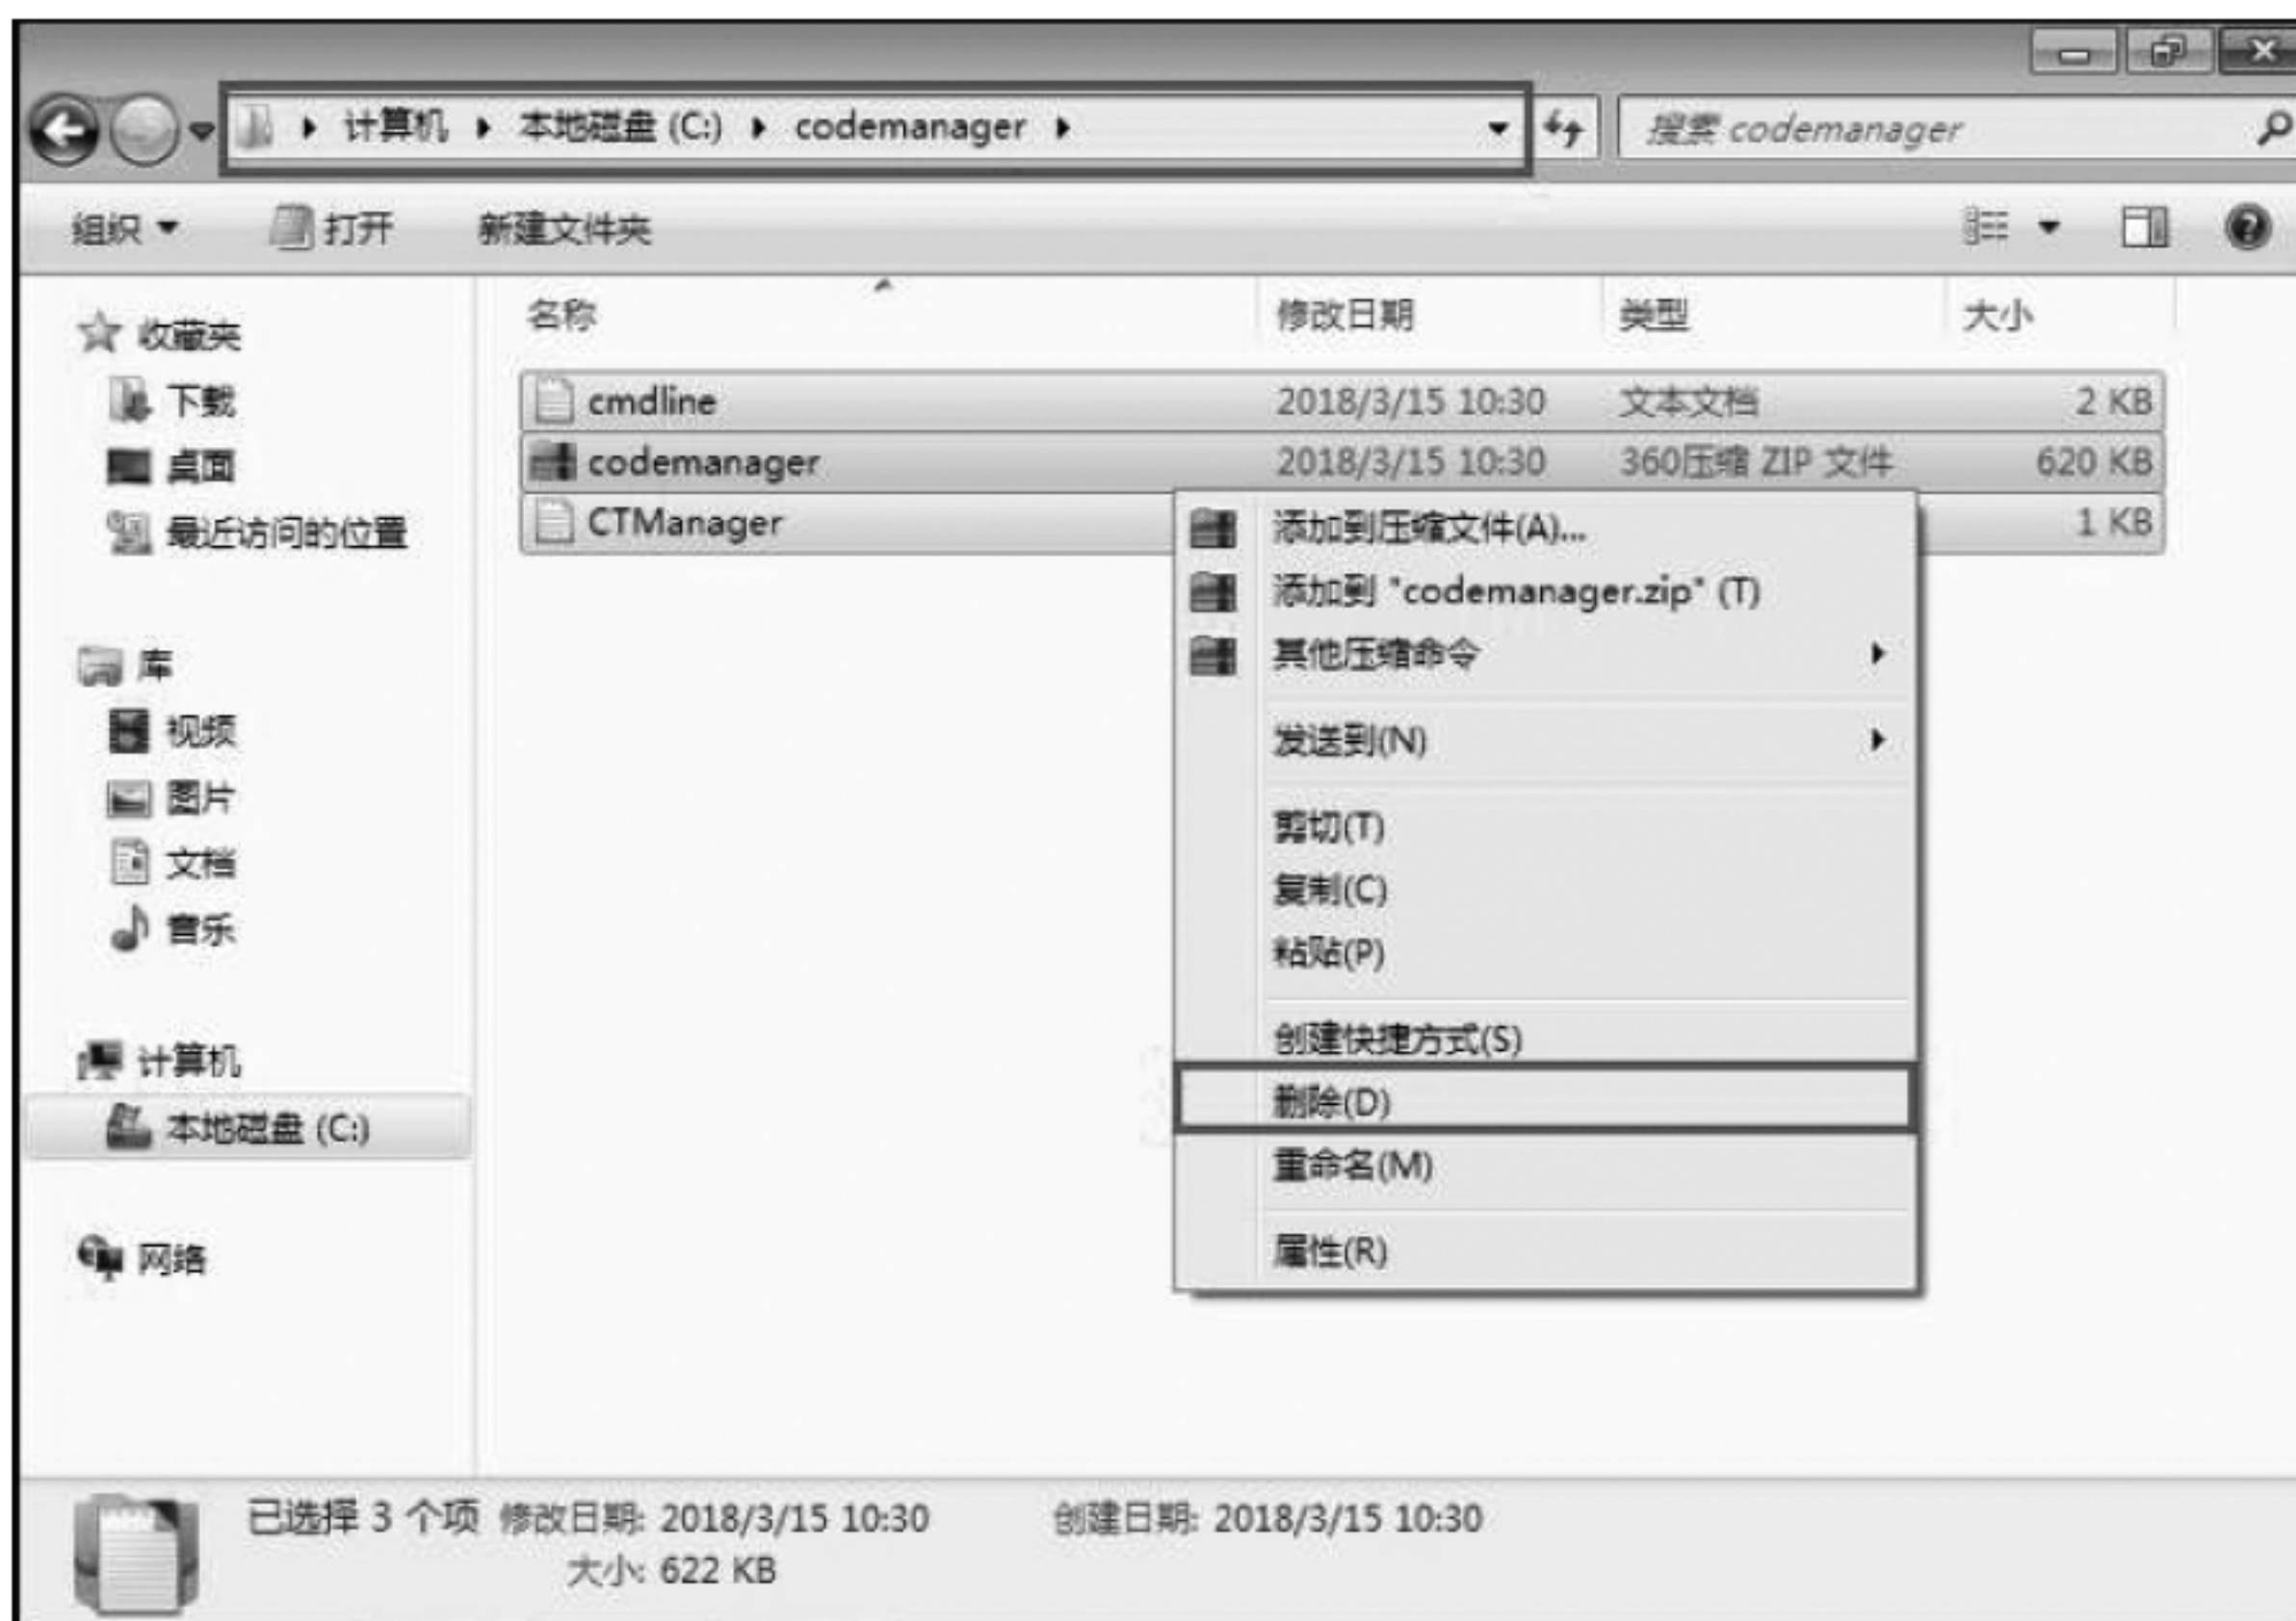 计算机 本地磁盘 (C:) codemanager 搜索 codemanager
组织 打开 新建文件夹
名称 修改日期 类型 大小
收藏夹
下载
桌面
最近访问的位置
库
视频
图片
文档
音乐
计算机
本地磁盘 (C:)
网络
cmdline 2018/3/15 10:30 文本文档 2 KB
codemanager 2018/3/15 10:30 360压缩 ZIP 文件 620 KB
CTManager 1 KB
添加到压缩文件(A)...
添加到 "codemanager.zip" (T)
其他压缩命令
发送到(N)
剪切(T)
复制(C)
粘贴(P)
创建快捷方式(S)
删除(D)
重命名(M)
属性(R)
已选择 3 个项 修改日期: 2018/3/15 10:30 创建日期: 2018/3/15 10:30
大小: 622 KB